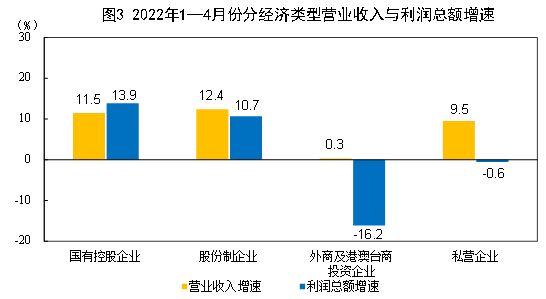 图3 2022年1—4月份分经济类型营业收入与利润总额增速
(%)
30
20
10
0
-10
-20
11.5
13.9
12.4
10.7
0.3
-16.2
9.5
-0.6
国有控股企业
股份制企业
外商及港澳台商
投资企业
私营企业
营业收入增速
利润总额增速